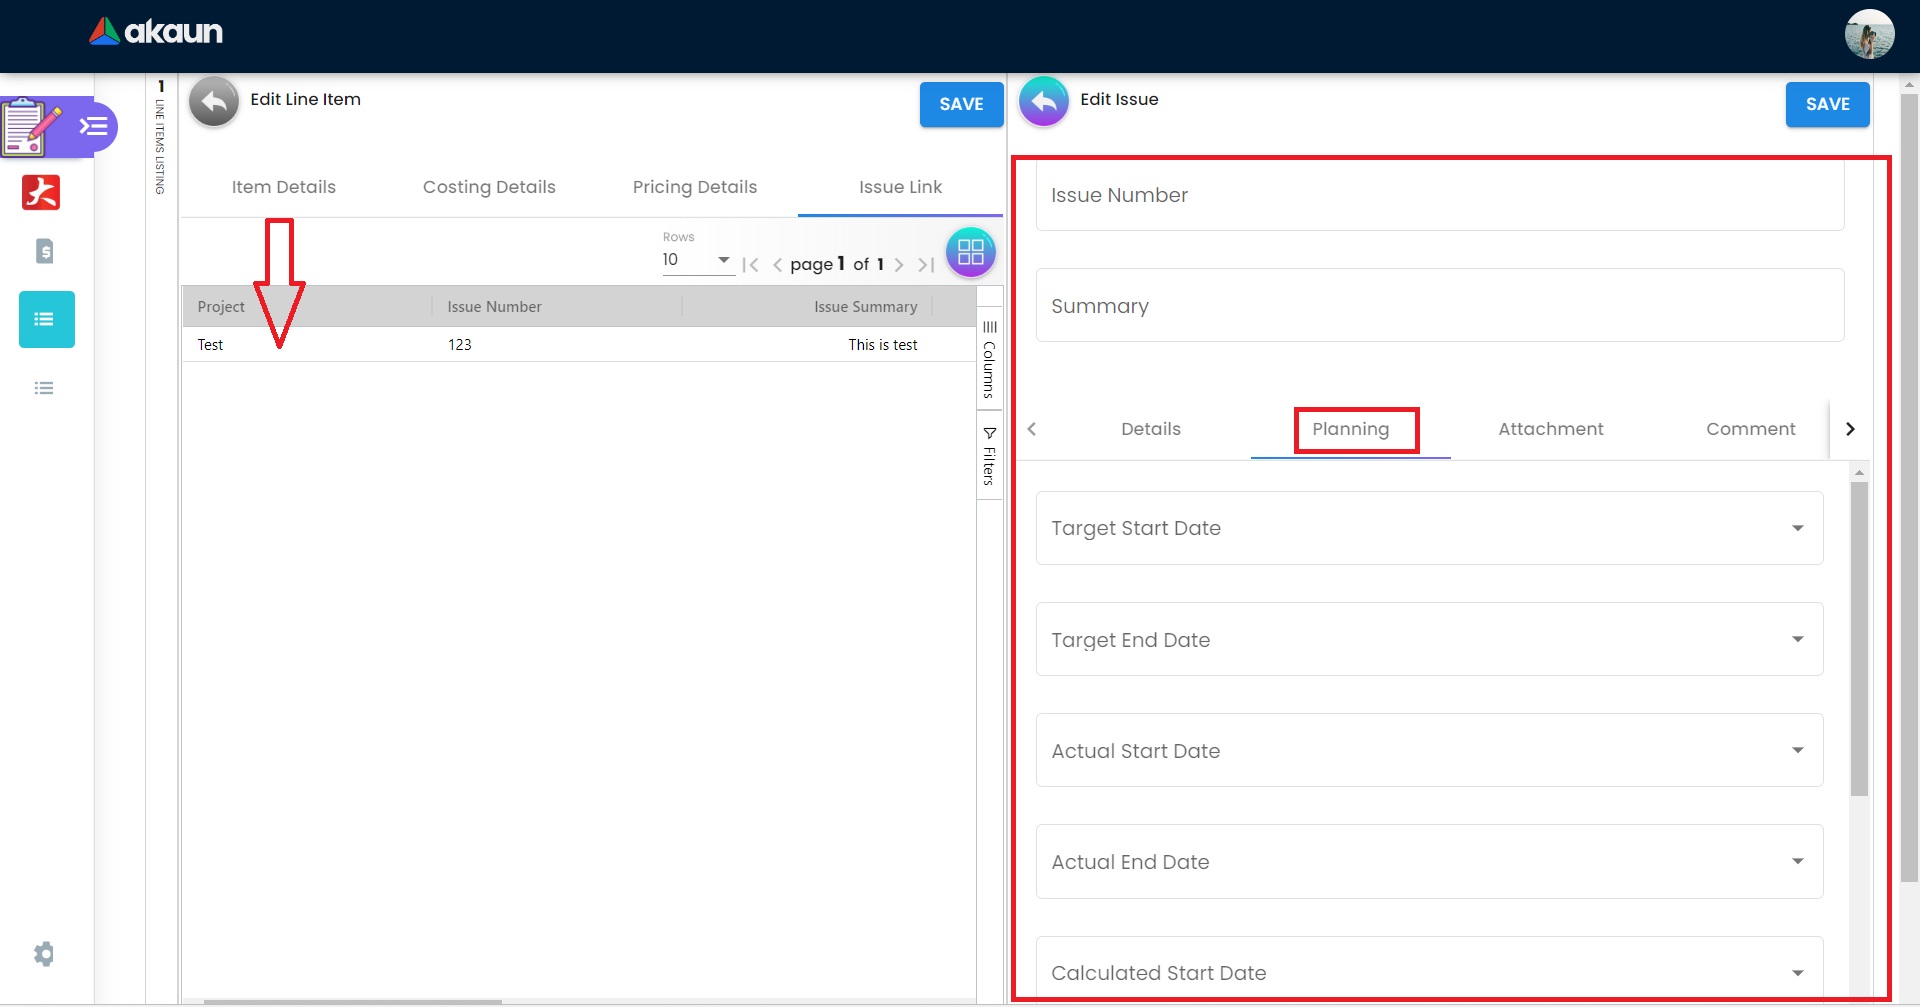 akaun
1 LINE ITEMS LISTING
Edit Line Item
SAVE
Item Details
Costing Details
Pricing Details
Issue Link
Rows
10
page 1 of 1
Project
Issue Number
Issue Summary
Test
123
This is test
Columns
Filters
Edit Issue
SAVE
Issue Number
Summary
Details
Planning
Attachment
Comment
Target Start Date
Target End Date
Actual Start Date
Actual End Date
Calculated Start Date